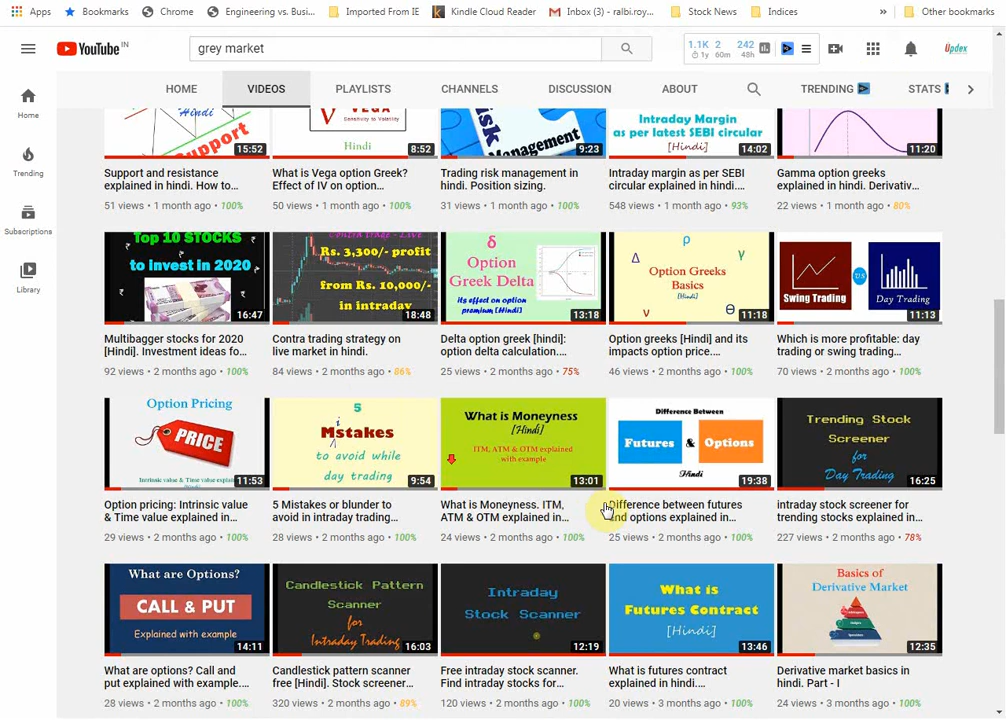 Apps Bookmarks Chrome Engineering vs. Busi... Imported From IE Kindle Cloud Reader Inbox (3) - ralbi.roy... Stock News Indices » Other bookmarks
YouTube IN
grey market
1.1K 2 242
1y 60m 48h
Updex
HOME VIDEOS PLAYLISTS CHANNELS DISCUSSION ABOUT TRENDING STATS
Home
Trending
Subscriptions
Library
Hindi
Support
15:52
VEGA
Sensitivity to Volatility
Hindi
8:52
Risk
Management
9:23
Intraday Margin
as per latest SEBI circular
[Hindi]
14:02
11:20
Support and resistance
explained in hindi. How to...
51 views • 1 month ago • 100%
What is Vega option Greek?
Effect of IV on option...
50 views • 1 month ago • 100%
Trading risk management in
hindi. Position sizing.
31 views • 1 month ago • 100%
Intraday margin as per SEBI
circular explained in hindi....
548 views • 1 month ago • 93%
Gamma option greeks
explained in hindi. Derivativ...
22 views • 1 month ago • 80%
Top 10 STOCKS
to invest in 2020
16:47
Contra Trade - Live
Rs. 3,300/- profit
from Rs. 10,000/-
in intraday
18:48
δ
Option
Greek Delta
its effect on option
premium [Hindi]
13:18
ρ
Δ γ
Option Greeks
Basics
[Hindi]
ν Θ
11:18
Swing Trading
VS
Day Trading
11:13
Multibagger stocks for 2020
[Hindi]. Investment ideas fo...
92 views • 2 months ago • 100%
Contra trading strategy on
live market in hindi.
84 views • 2 months ago • 86%
Delta option greek [hindi]:
option delta calculation....
25 views • 2 months ago • 75%
Option greeks [Hindi] and its
impacts option price....
46 views • 2 months ago • 100%
Which is more profitable: day
trading or swing trading...
70 views • 2 months ago • 100%
Option Pricing
PRICE
Intrinsic value & Time value explained in
11:53
5
Mistakes
to avoid while
day trading
9:54
What is Moneyness
[Hindi]
ITM, ATM & OTM explained
with example
13:01
Difference Between
Futures & Options
Hindi
19:38
Trending Stock
Screener
for
Day Trading
16:25
Option pricing: Intrinsic value
& Time value explained in...
29 views • 2 months ago • 100%
5 Mistakes or blunder to
avoid in intraday trading...
28 views • 2 months ago • 100%
What is Moneyness. ITM,
ATM & OTM explained in...
24 views • 2 months ago • 100%
Difference between futures
and options explained in...
25 views • 2 months ago • 100%
intraday stock screener for
trending stocks explained in...
227 views • 2 months ago • 78%
What are Options?
CALL & PUT
Explained with example
14:11
Candlestick Pattern
Scanner
for
Intraday Trading
16:03
Intraday
Stock Scanner
12:19
What is
Futures Contract
[Hindi]
13:46
Basics of
Derivative Market
12:35
What are options? Call and
put explained with example....
28 views • 2 months ago • 100%
Candlestick pattern scanner
free [Hindi]. Stock screener...
320 views • 2 months ago • 89%
Free intraday stock scanner.
Find intraday stocks for...
120 views • 2 months ago • 100%
What is futures contract
explained in hindi....
20 views • 3 months ago • 100%
Derivative market basics in
hindi. Part - I
24 views • 3 months ago • 100%